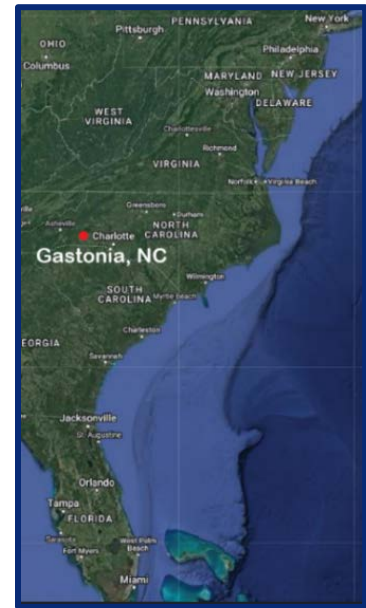 PENNSYLVANIA
New York
Pittsburgh
OHIO
Philadelphia
Columbus
MARYLAND
NEW JERSEY
Washington
DELAWARE
WEST
VIRGINIA
Charlottesville
Richmond
VIRGINIA
Norfolk
Virginia Beach
Greensboro
Durham
ville
Asheville
NORTH
CAROLINA
Charlotte
Gastonia, NC
Wilmington
SOUTH
CAROLINA
Myrtle Beach
Charleston
EORGIA
Savannah
Jacksonville
St. Augustine
Orlando
Tampa
FLORIDA
Sarasota
Fort Myers
West Palm
Beach
Miami